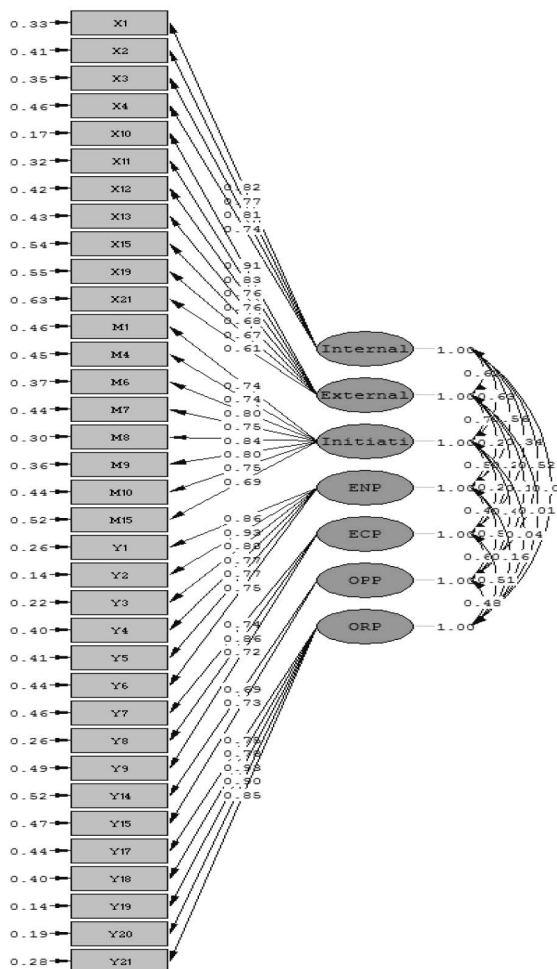 0.33 X1
0.41 X2
0.35 X3
0.46 X4
0.17 X10
0.32 X11
0.42 X12
0.43 X13
0.54 X15
0.55 X19
0.63 X21
0.46 M1
0.45 M4
0.37 M6
0.44 M7
0.30 M8
0.36 M9
0.44 M10
0.52 M15
0.26 Y1
0.14 Y2
0.22 Y3
0.40 Y4
0.41 Y5
0.44 Y6
0.46 Y7
0.26 Y8
0.49 Y9
0.52 Y14
0.47 Y15
0.44 Y17
0.40 Y18
0.14 Y19
0.19 Y20
0.28 Y21
0.82
0.77
0.81
0.74
0.91
0.83
0.76
0.76
0.68
0.67
0.61
0.74
0.74
0.80
0.75
0.84
0.80
0.75
0.69
0.86
0.93
0.88
0.77
0.77
0.75
0.74
0.86
0.72
0.69
0.73
0.75
0.78
0.93
0.90
0.85
Internal 1.00
External 1.00
Initiati 1.00
ENP 1.00
ECP 1.00
OPP 1.00
ORP 1.00
0.48